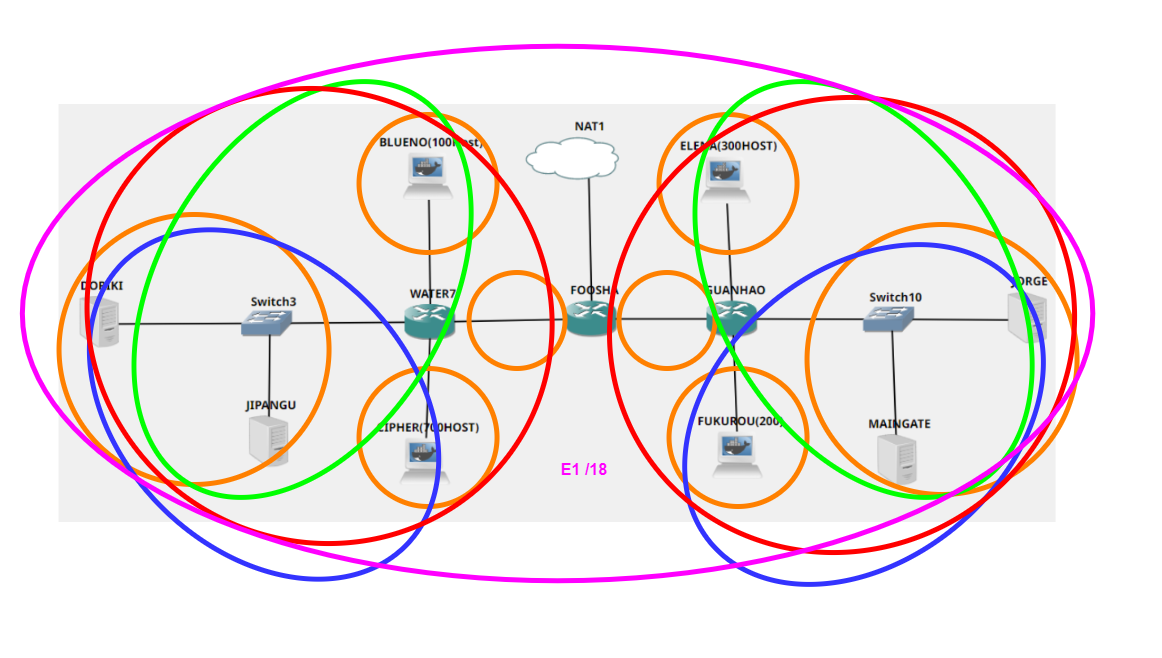 NAT1
BLUENO(100Host)
ELENA(300HOST)
DORIKI
Switch3
WATER7
FOOSHA
GUANHAO
Switch10
JORGE
JIPANGU
CIPHER(700HOST)
FUKUROU(200)
MAINGATE
E1 /18